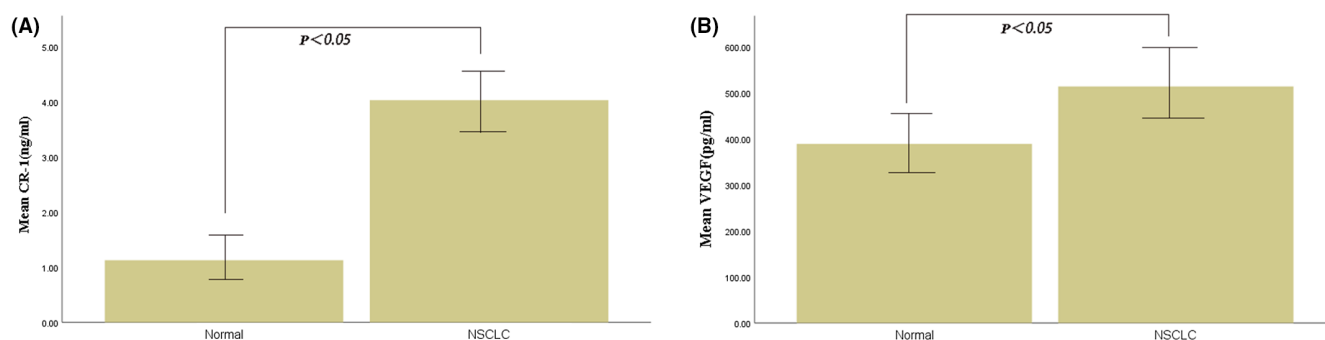 (A)
P<0.05
Mean CR-1(ng/ml)
5.00
4.00
3.00
2.00
1.00
0.00
Normal
NSCLC
(B)
P<0.05
Mean VEGF(pg/ml)
600.00
500.00
400.00
300.00
200.00
100.00
0.00
Normal
NSCLC